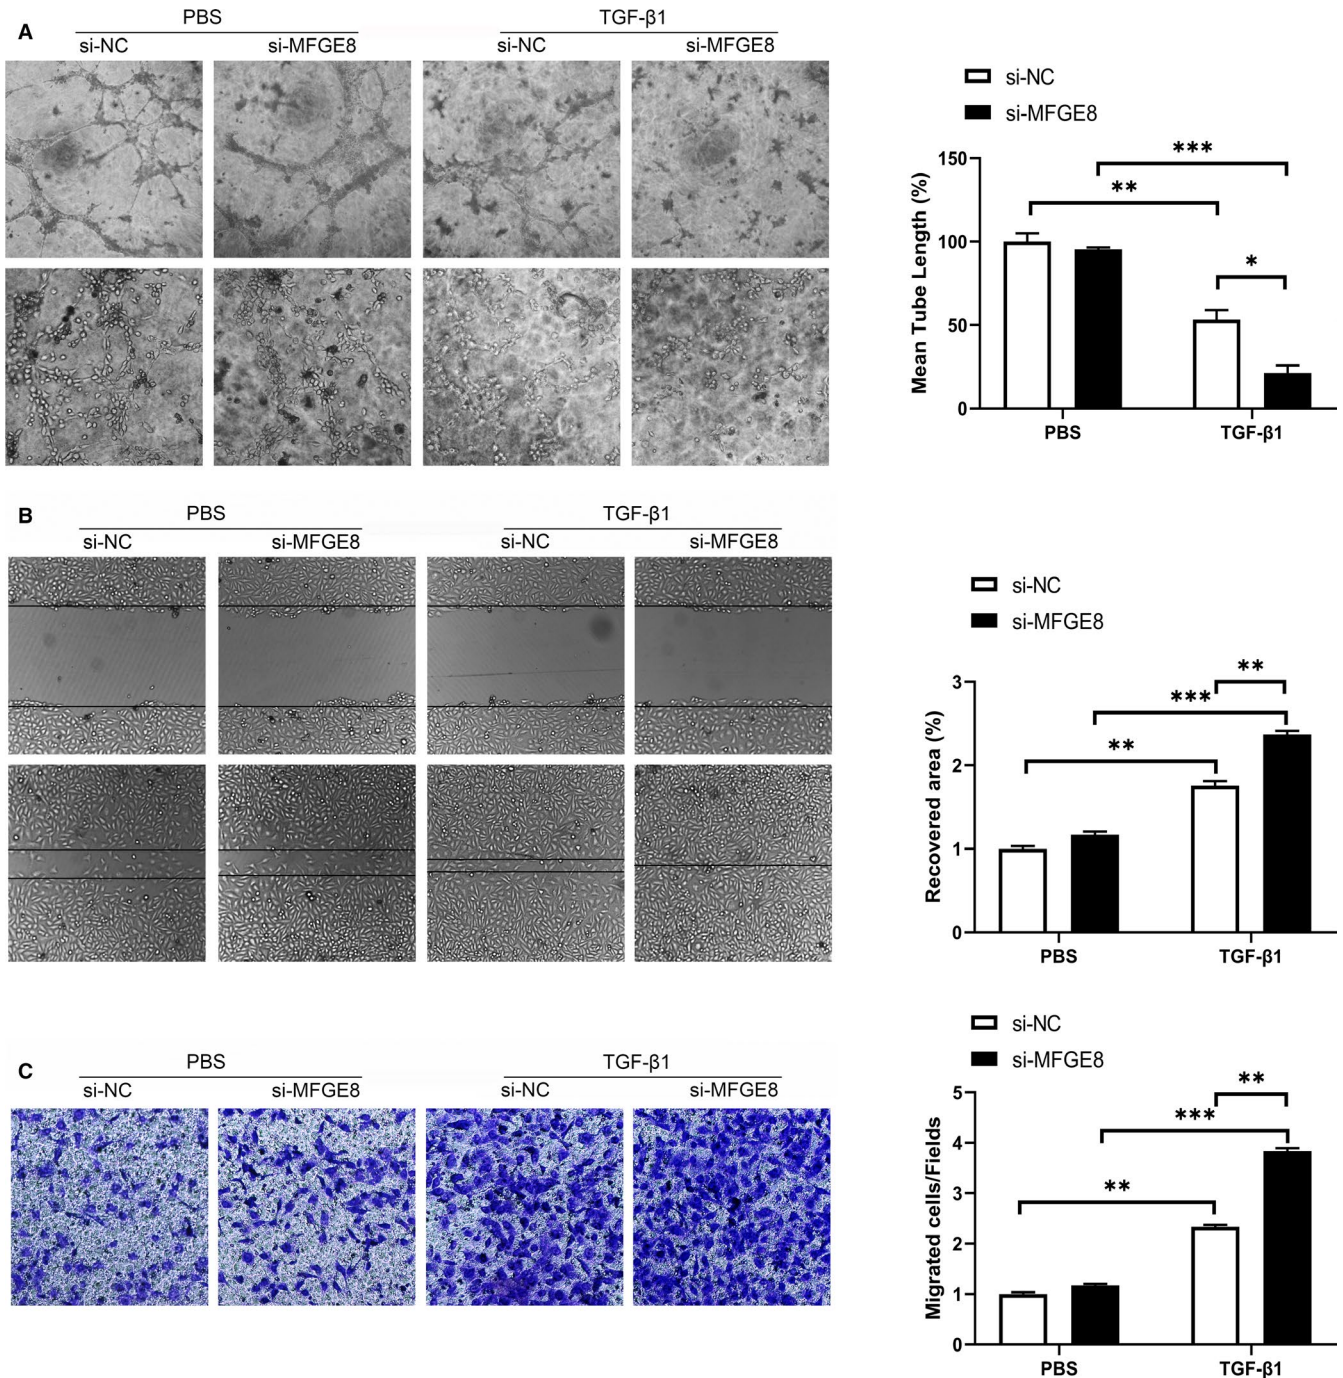 A
PBS
TGF-β1
si-NC
si-MFGE8
si-NC
si-MFGE8
si-NC
si-MFGE8
Mean Tube Length (%)
150
100
50
0
***
**
*
PBS
TGF-β1
B
PBS
TGF-β1
si-NC
si-MFGE8
si-NC
si-MFGE8
si-NC
si-MFGE8
Recovered area (%)
3
2
1
0
**
***
**
PBS
TGF-β1
C
PBS
TGF-β1
si-NC
si-MFGE8
si-NC
si-MFGE8
si-NC
si-MFGE8
Migrated cells/Fields
5
4
3
2
1
0
**
***
**
PBS
TGF-β1